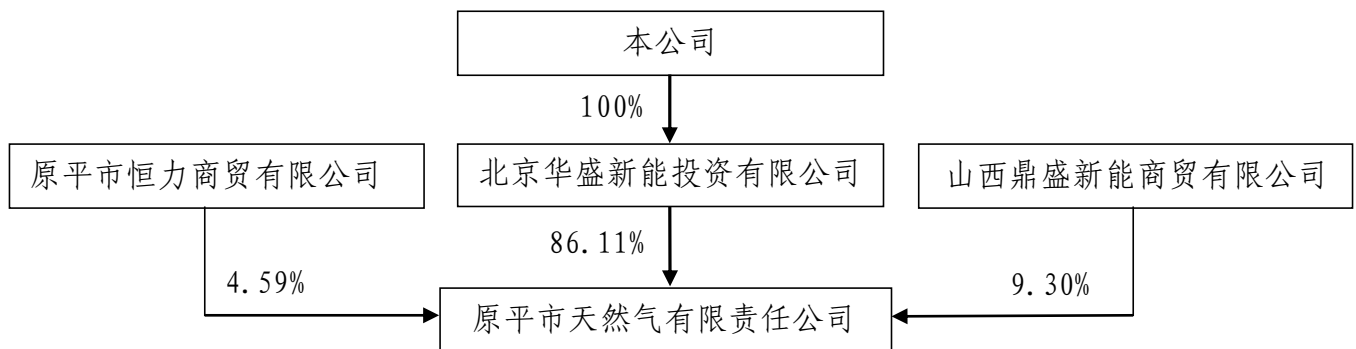 本公司
100%
原平市恒力商贸有限公司
北京华盛新能投资有限公司
山西鼎盛新能商贸有限公司
86.11%
4.59%
9.30%
原平市天然气有限责任公司